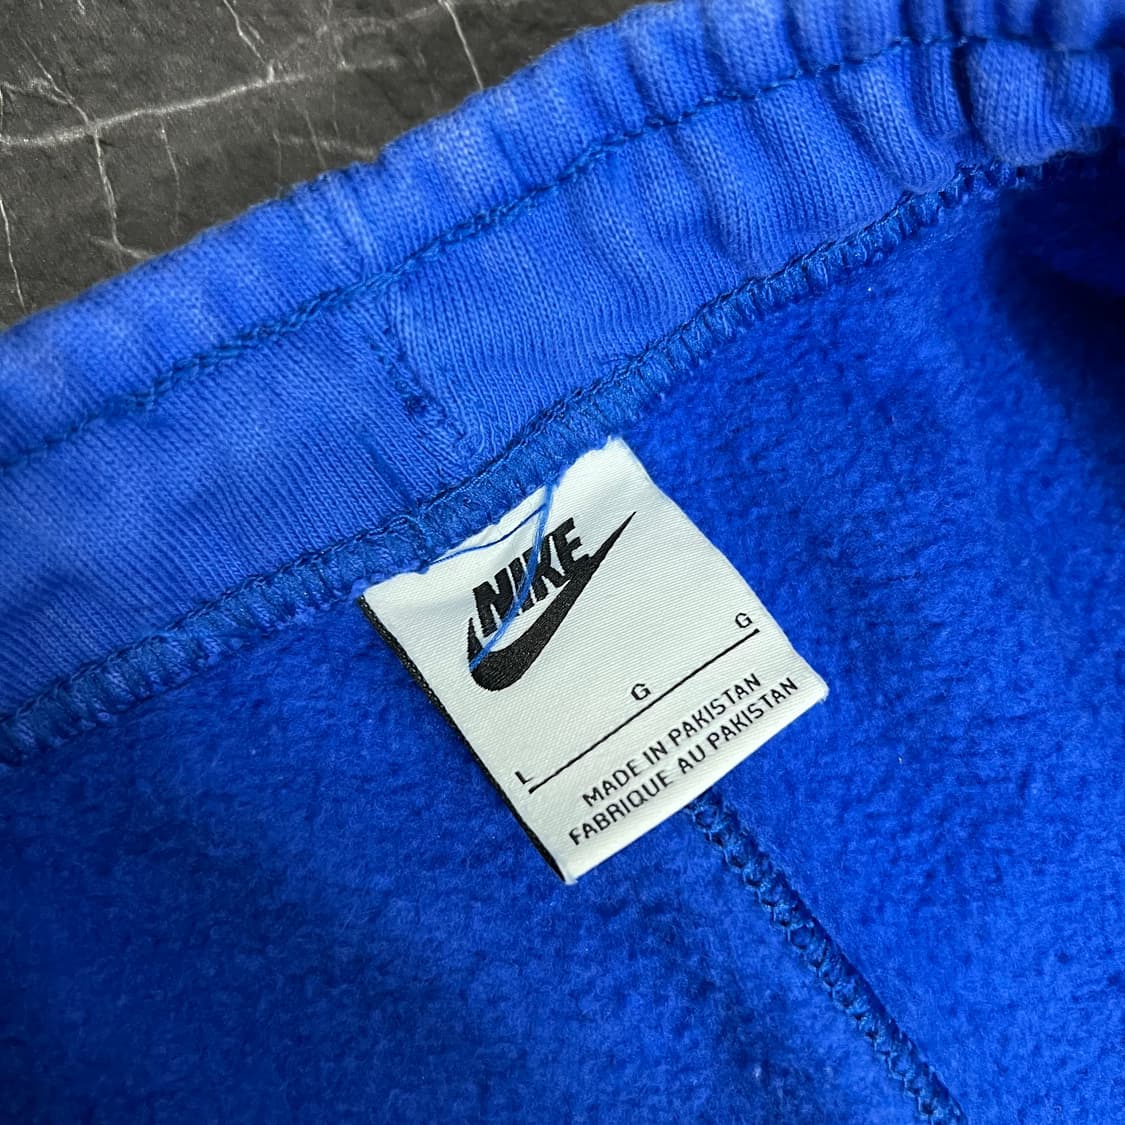 NIKE
L G G
MADE IN PAKISTAN
FABRIQUE AU PAKISTAN